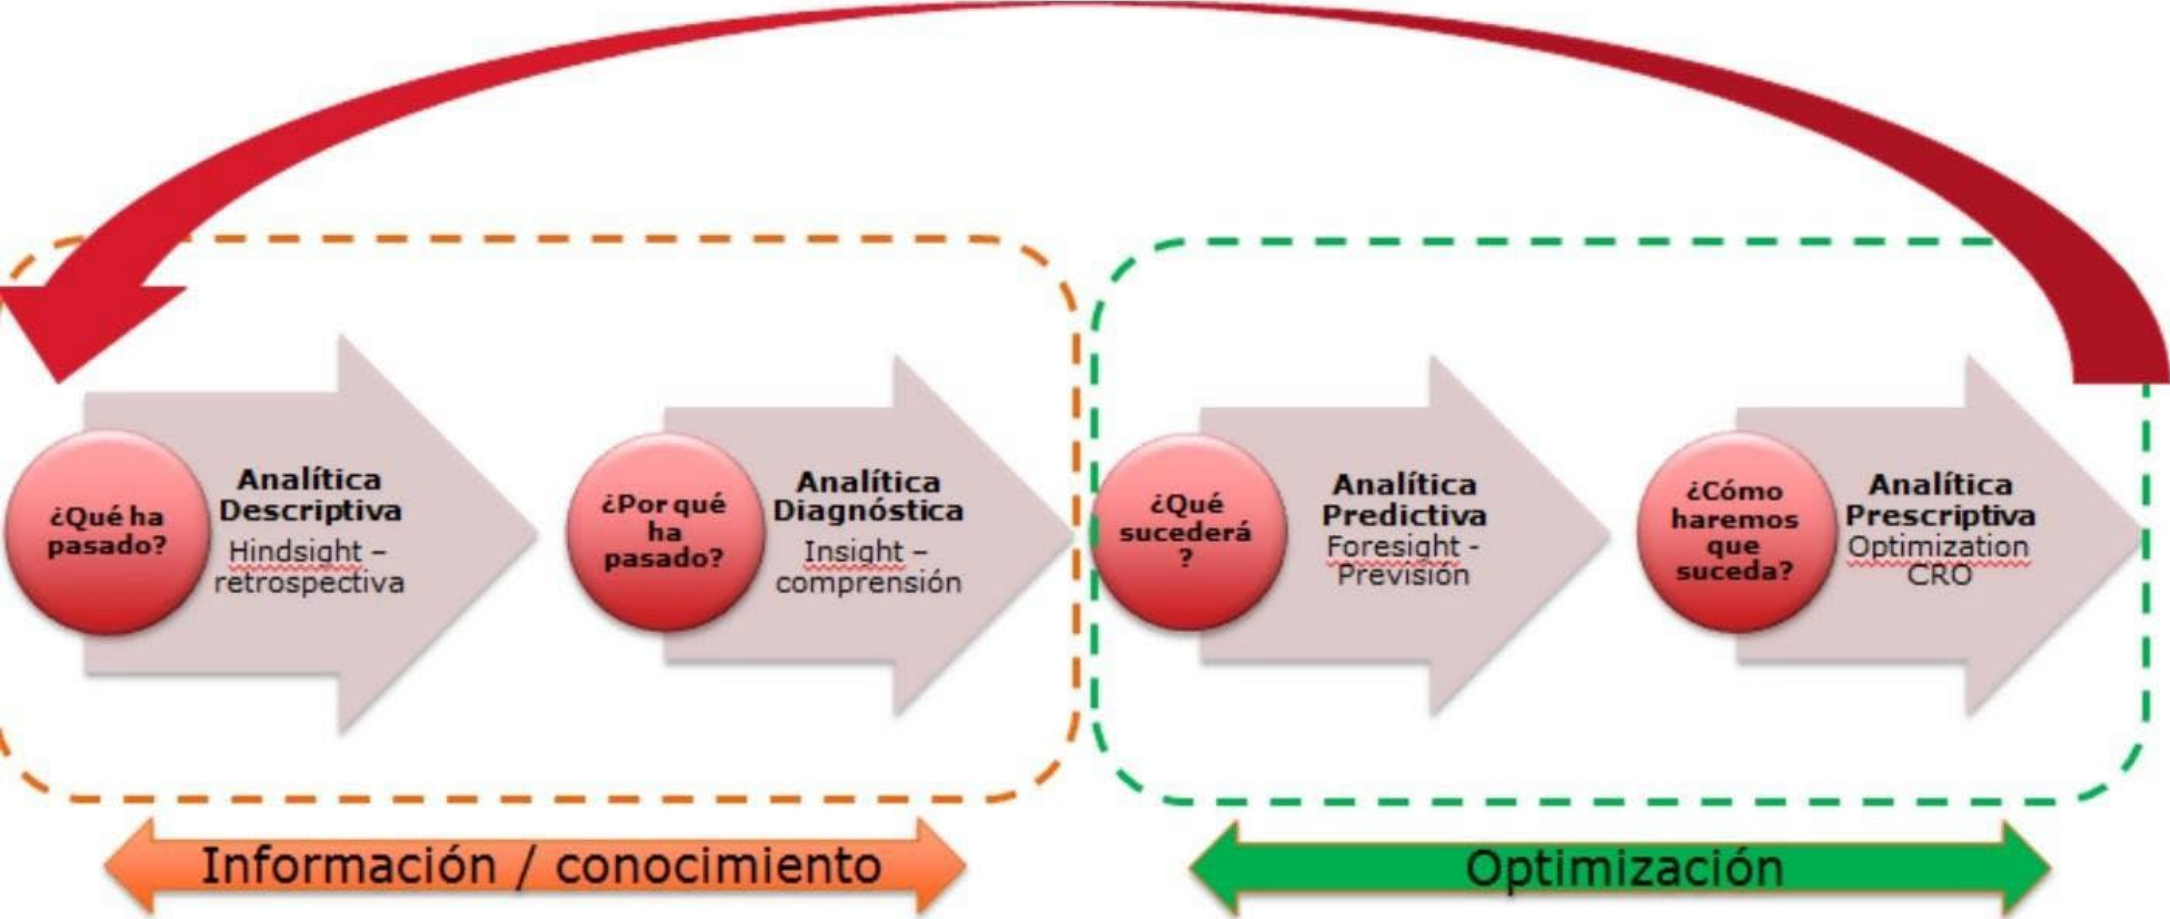 ¿Qué ha
pasado?
Analítica
Descriptiva
Hindsight –
retrospectiva
¿Por qué
ha
pasado?
Analítica
Diagnóstica
Insight –
comprensión
¿Qué
sucederá
?
Analítica
Predictiva
Foresight -
Previsión
¿Cómo
haremos
que
suceda?
Analítica
Prescriptiva
Optimization
CRO
Información / conocimiento
Optimización